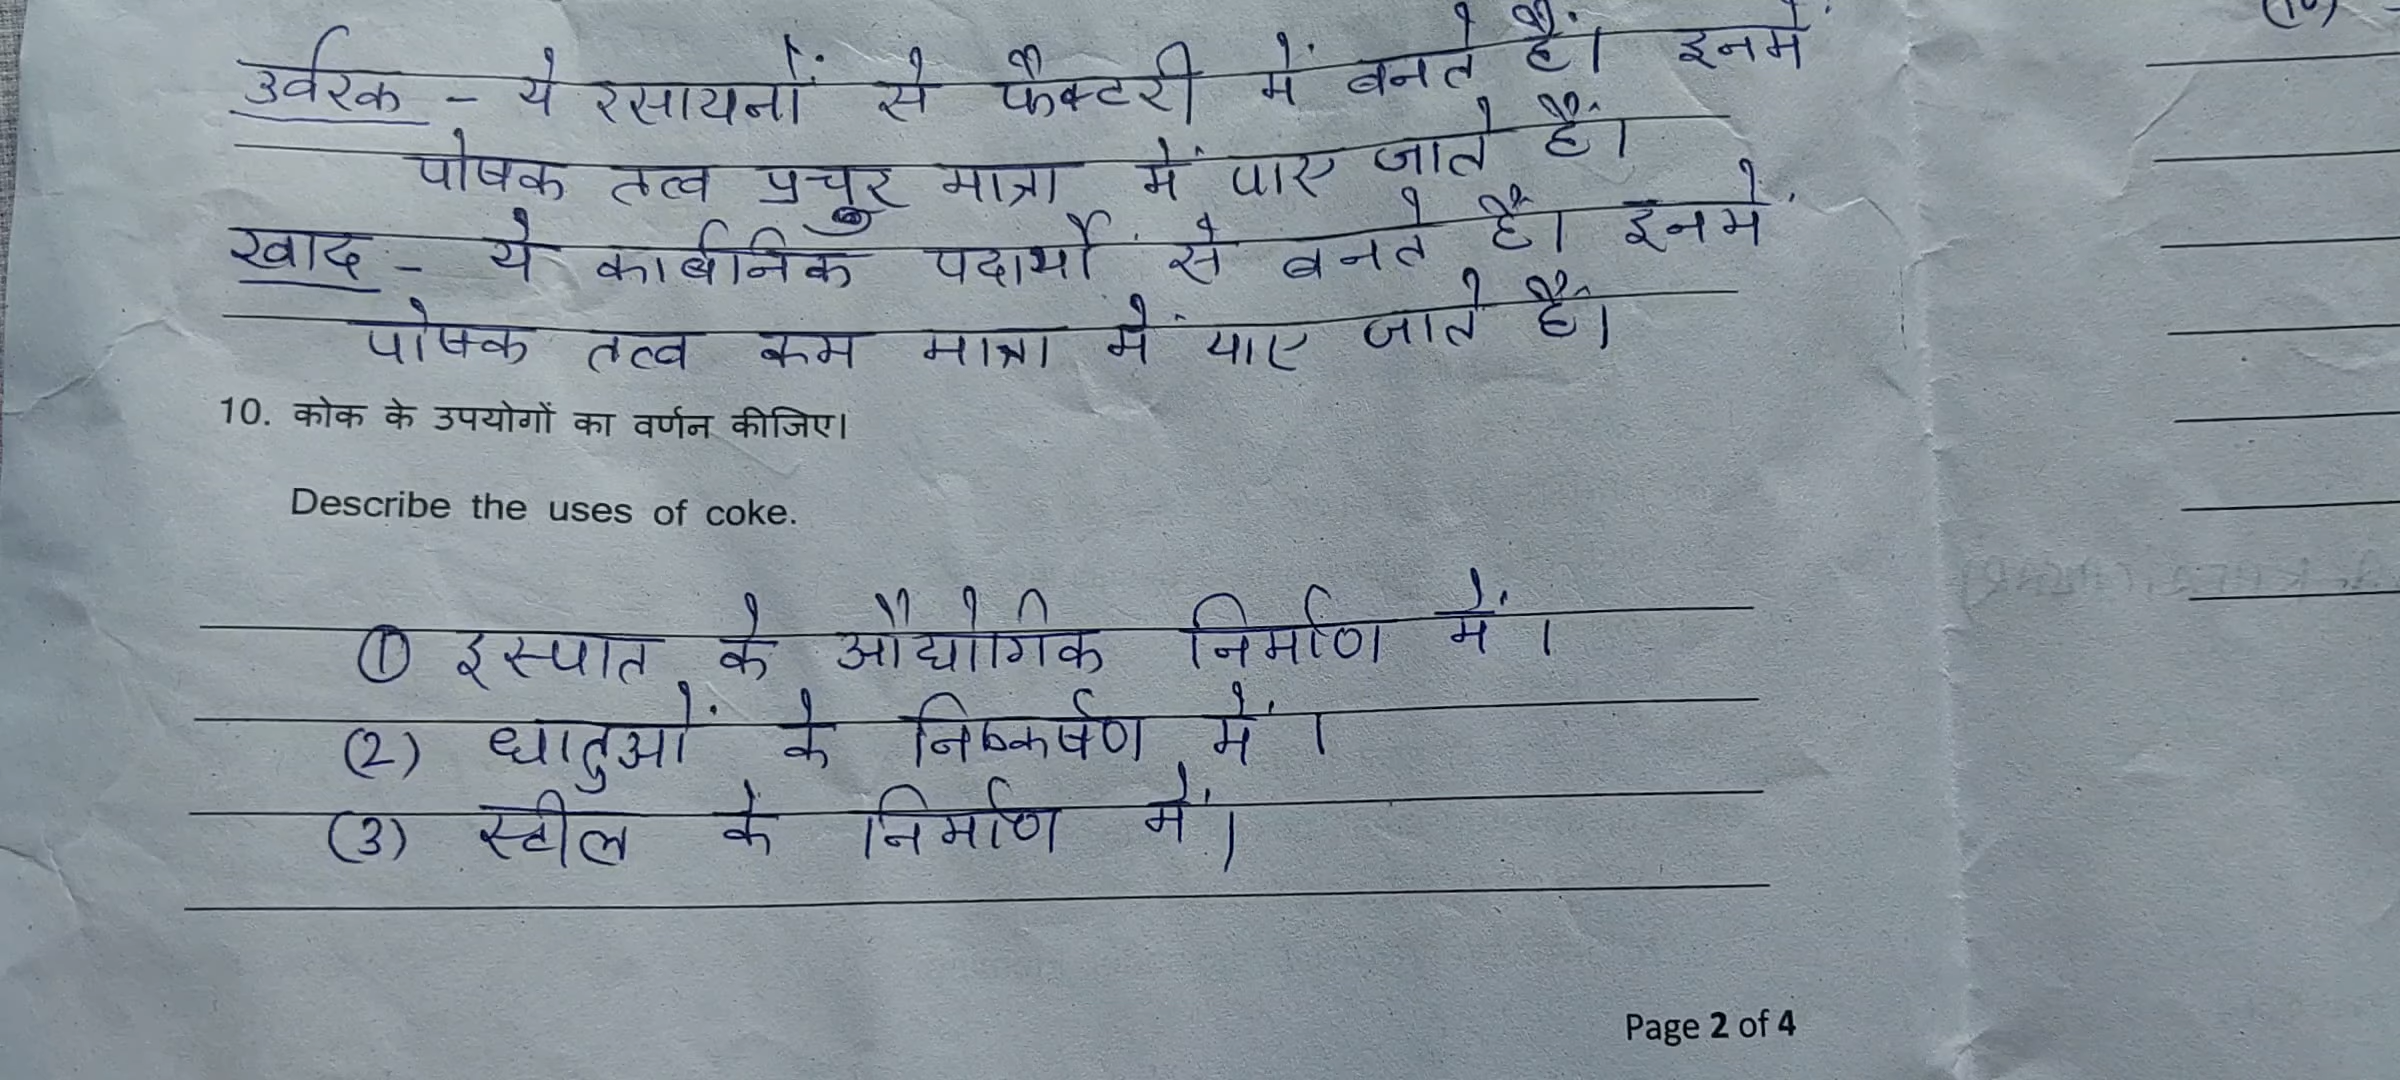 उर्वरक - ये रसायनों से फैक्टरी में बनते हैं। इनमें
पोषक तत्व प्रचुर मात्रा में पाए जाते हैं।
खाद - ये कार्बनिक पदार्थों से बनते हैं। इनमें
पोषक तत्व कम मात्रा में पाए जाते हैं।
10. कोक के उपयोगों का वर्णन कीजिए।
Describe the uses of coke.
① इस्पात के औद्योगिक निर्माण में।
(2) धातुओं के निष्कर्षण में।
(3) स्टील के निर्माण में।
Page 2 of 4